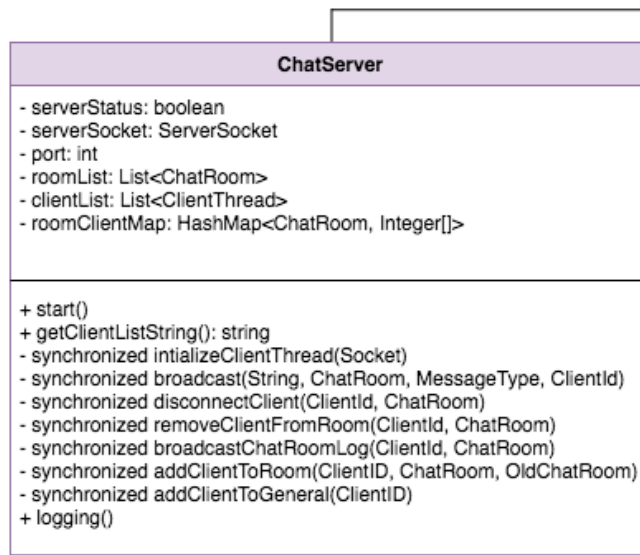 ChatServer
- serverStatus: boolean
- serverSocket: ServerSocket
- port: int
- roomList: List<ChatRoom>
- clientList: List<ClientThread>
- roomClientMap: HashMap<ChatRoom, Integer[]>
+ start()
+ getClientListString(): string
- synchronized intializeClientThread(Socket)
- synchronized broadcast(String, ChatRoom, MessageType, ClientId)
- synchronized disconnectClient(ClientId, ChatRoom)
- synchronized removeClientFromRoom(ClientId, ChatRoom)
- synchronized broadcastChatRoomLog(ClientId, ChatRoom)
- synchronized addClientToRoom(ClientID, ChatRoom, OldChatRoom)
- synchronized addClientToGeneral(ClientID)
+ logging()